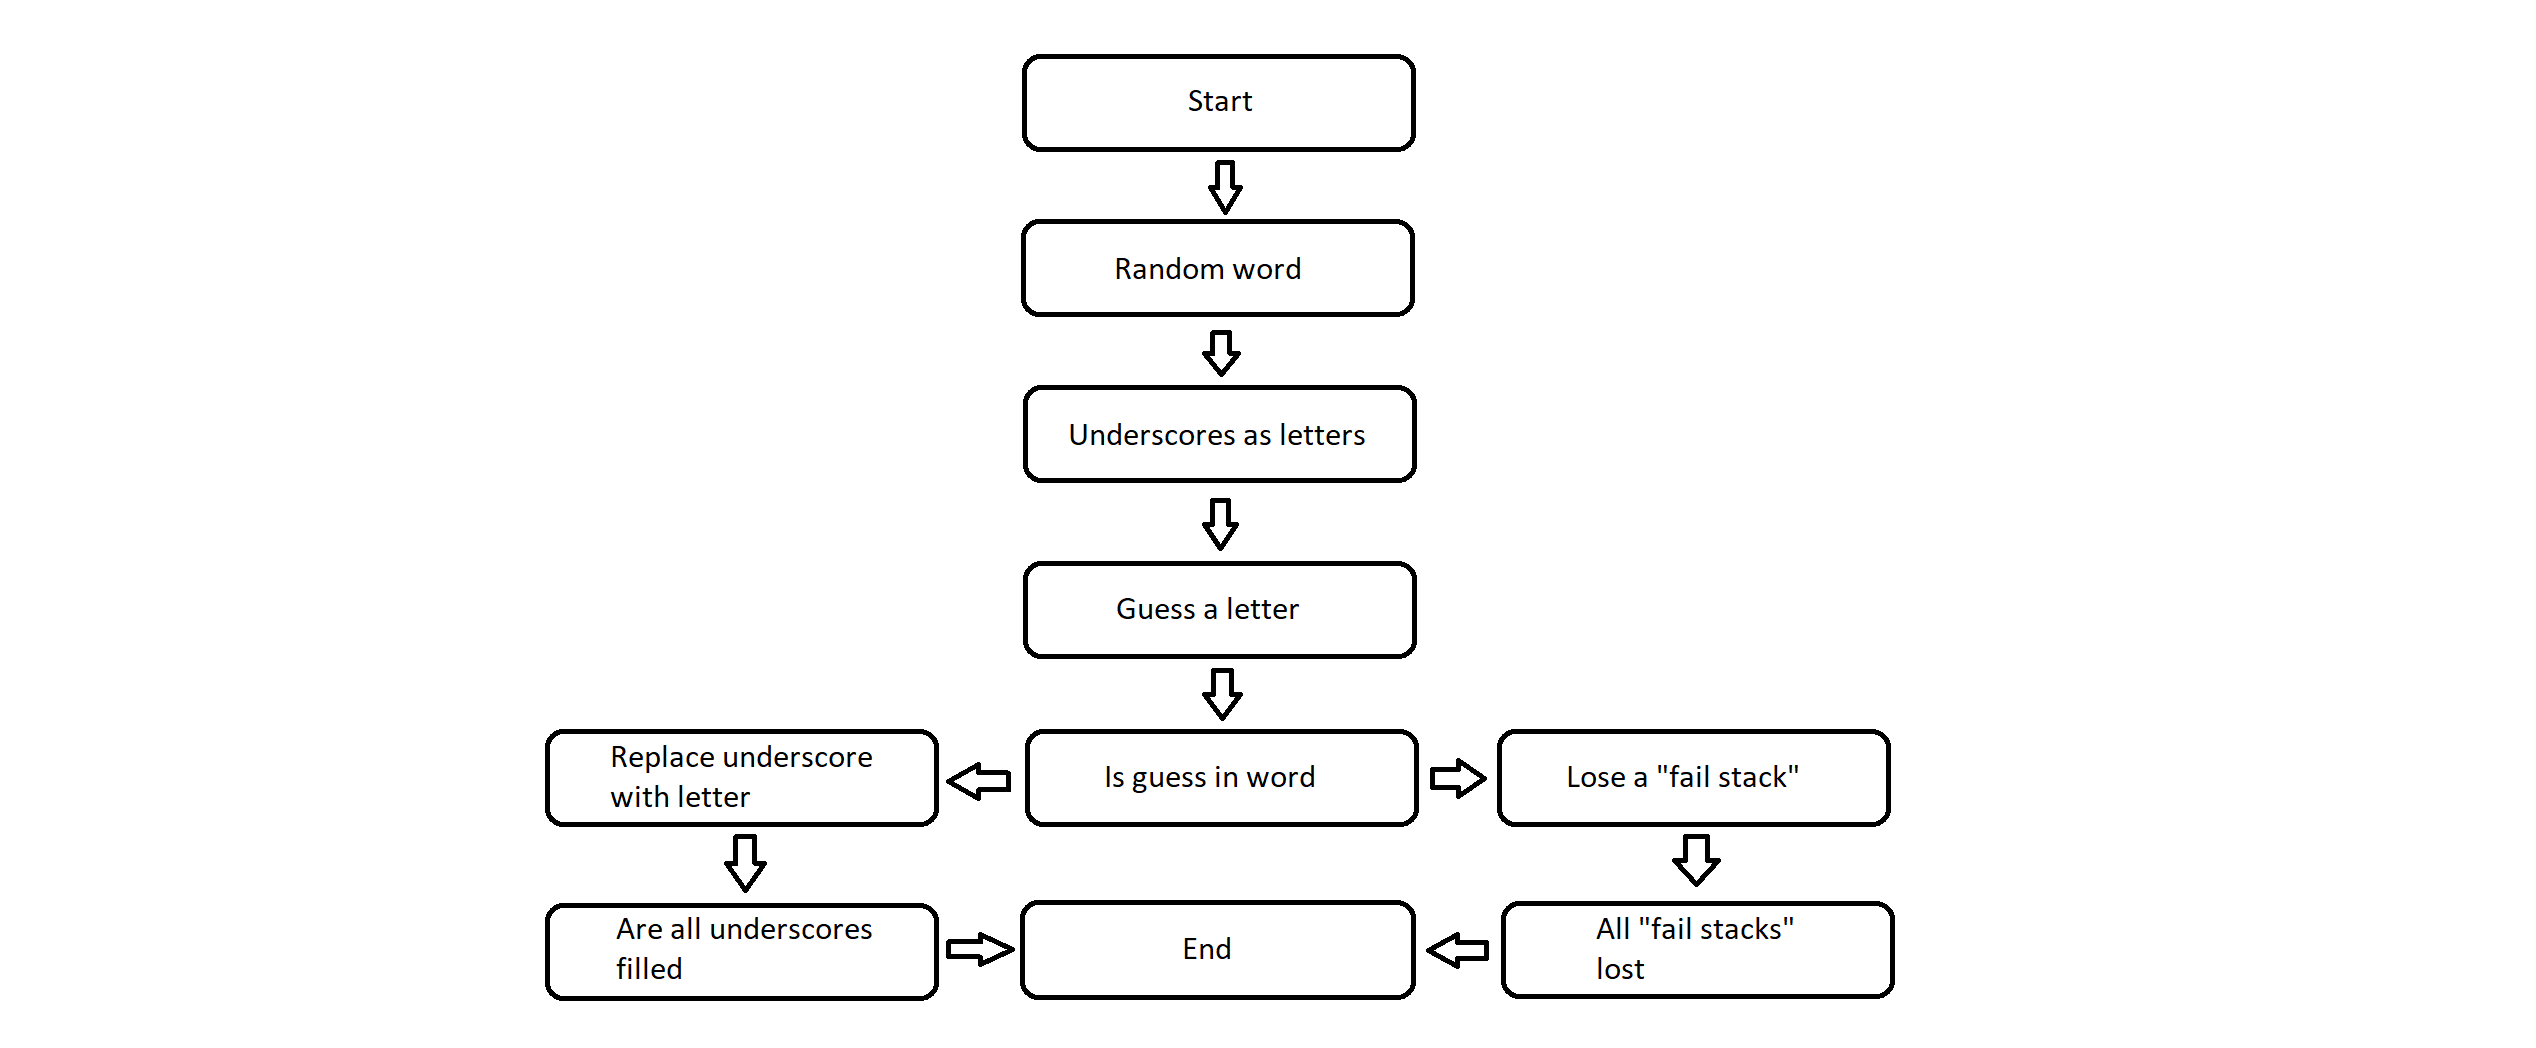 Start
Random word
Underscores as letters
Guess a letter
Replace underscore
with letter
Is guess in word
Lose a "fail stack"
Are all underscores
filled
End
All "fail stacks"
lost